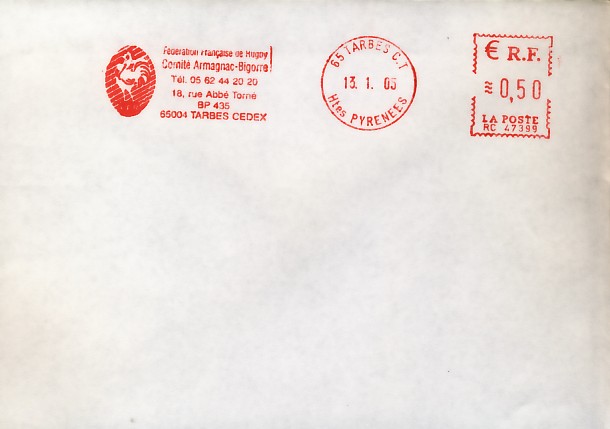 Fédération Française de Rugby
Comité Armagnac-Bigorre
Tél. 05 62 44 20 20
18, rue Abbé Torné
BP 435
65004 TARBES CEDEX
65 TARBES C.T
13. 1. 03
Htes PYRENEES
€ R.F.
≈ 0,50
LA POSTE
RC 47399